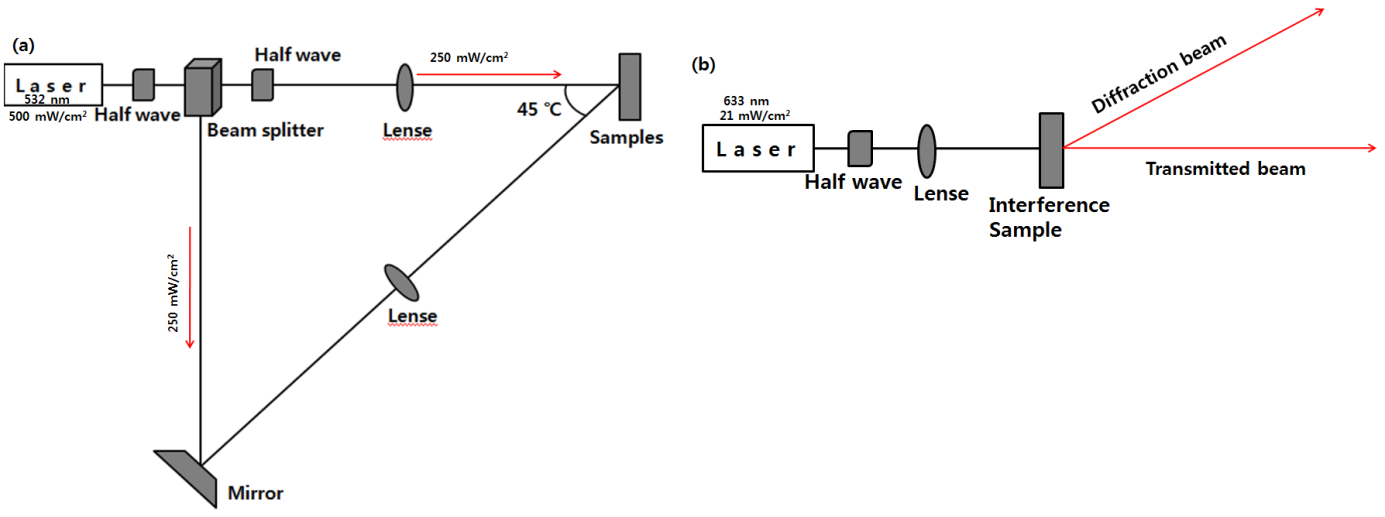 (a)
Laser
532 nm
500 mW/cm²
Half wave
Beam splitter
Half wave
Lense
250 mW/cm²
45 ℃
Samples
250 mW/cm²
Lense
Mirror
(b)
633 nm
21 mW/cm²
Laser
Half wave
Lense
Interference
Sample
Diffraction beam
Transmitted beam